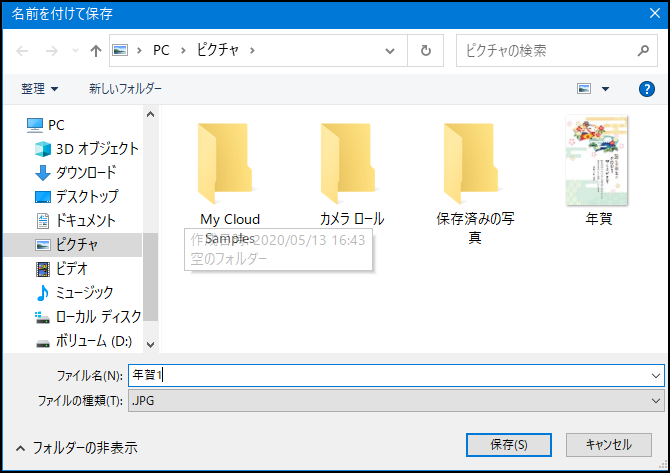 名前を付けて保存
PC
ピクチャ
ピクチャの検索
整理
新しいフォルダー
PC
3D オブジェクト
ダウンロード
デスクトップ
ドキュメント
ピクチャ
ビデオ
ミュージック
ローカル ディスク
ボリューム (D:)
My Cloud
Samples
カメラ ロール
保存済みの写
真
年賀
2020/05/13 16:43
空のフォルダー
ファイル名(N):
年賀1
ファイルの種類(T):
.JPG
フォルダーの非表示
保存(S)
キャンセル